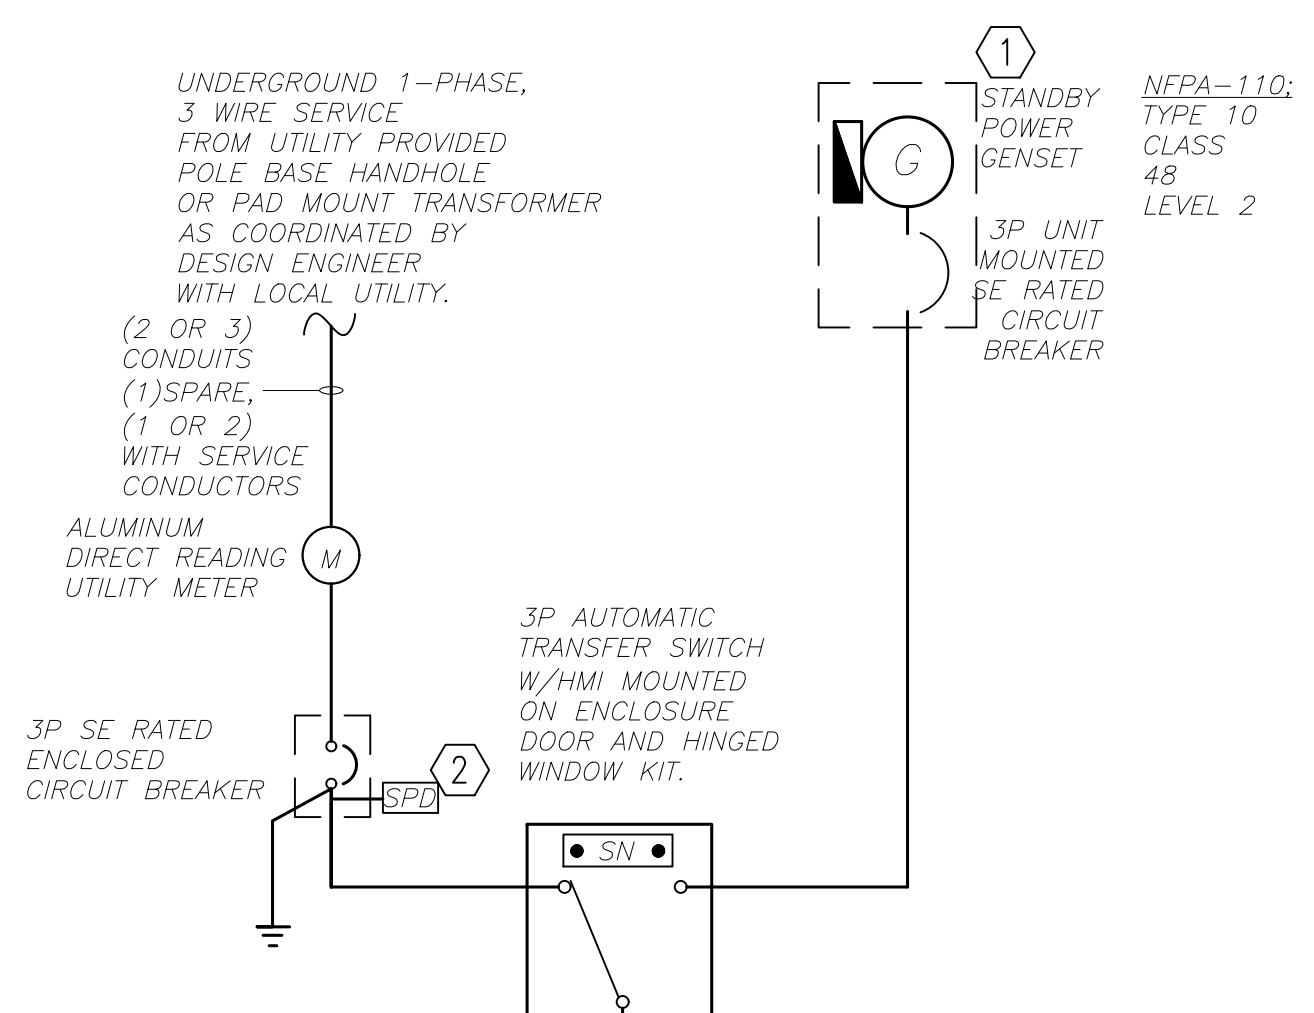 UNDERGROUND 1-PHASE,
3 WIRE SERVICE
FROM UTILITY PROVIDED
POLE BASE HANDHOLE
OR PAD MOUNT TRANSFORMER
AS COORDINATED BY
DESIGN ENGINEER
WITH LOCAL UTILITY.
(2 OR 3)
CONDUITS
(1)SPARE,
(1 OR 2)
WITH SERVICE
CONDUCTORS
ALUMINUM
DIRECT READING
UTILITY METER
M
3P SE RATED
ENCLOSED
CIRCUIT BREAKER
SPD
2
3P AUTOMATIC
TRANSFER SWITCH
W/HMI MOUNTED
ON ENCLOSURE
DOOR AND HINGED
WINDOW KIT.
SN
1
G
STANDBY
POWER
GENSET
NFPA-110;
TYPE 10
CLASS
48
LEVEL 2
3P UNIT
MOUNTED
SE RATED
CIRCUIT
BREAKER